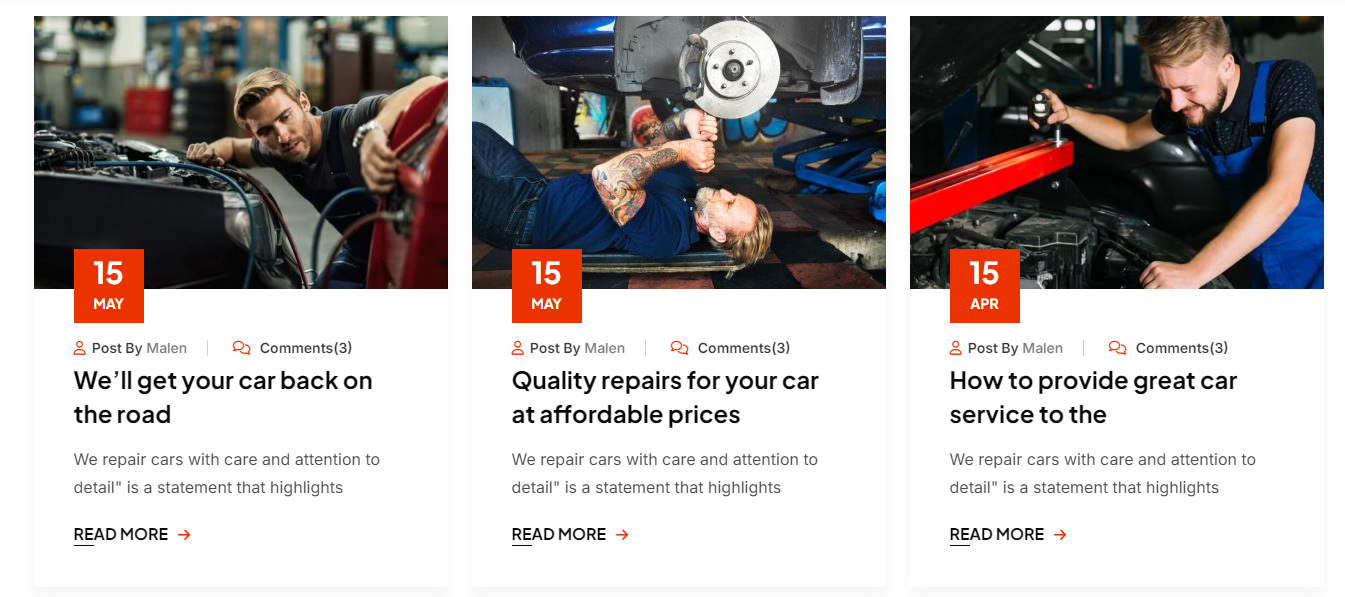 15
MAY
Post By Malen
Comments(3)
We’ll get your car back on
the road
We repair cars with care and attention to
detail" is a statement that highlights
READ MORE
15
MAY
Post By Malen
Comments(3)
Quality repairs for your car
at affordable prices
We repair cars with care and attention to
detail" is a statement that highlights
READ MORE
15
APR
Post By Malen
Comments(3)
How to provide great car
service to the
We repair cars with care and attention to
detail" is a statement that highlights
READ MORE